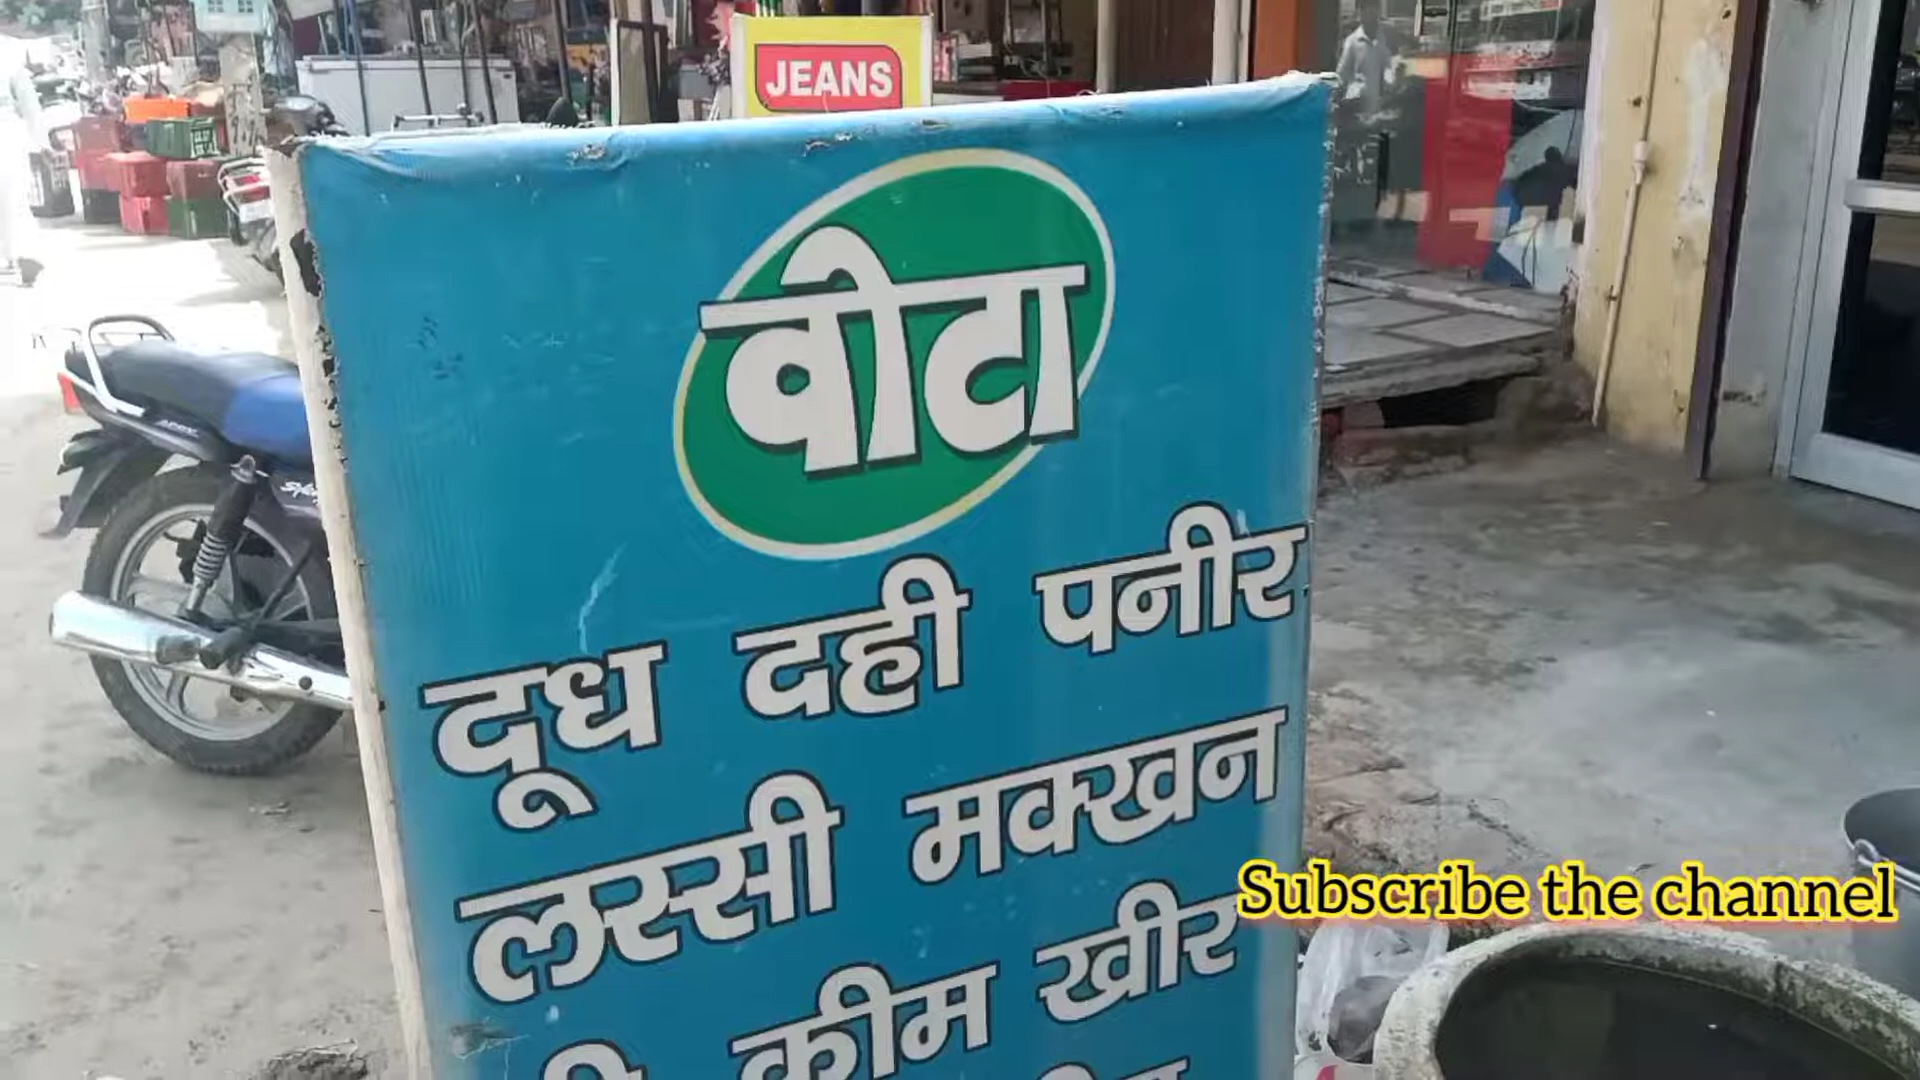 JEANS
वीटा
दूध दही पनीर
लस्सी मक्खन
क्रीम खीर
Subscribe the channel